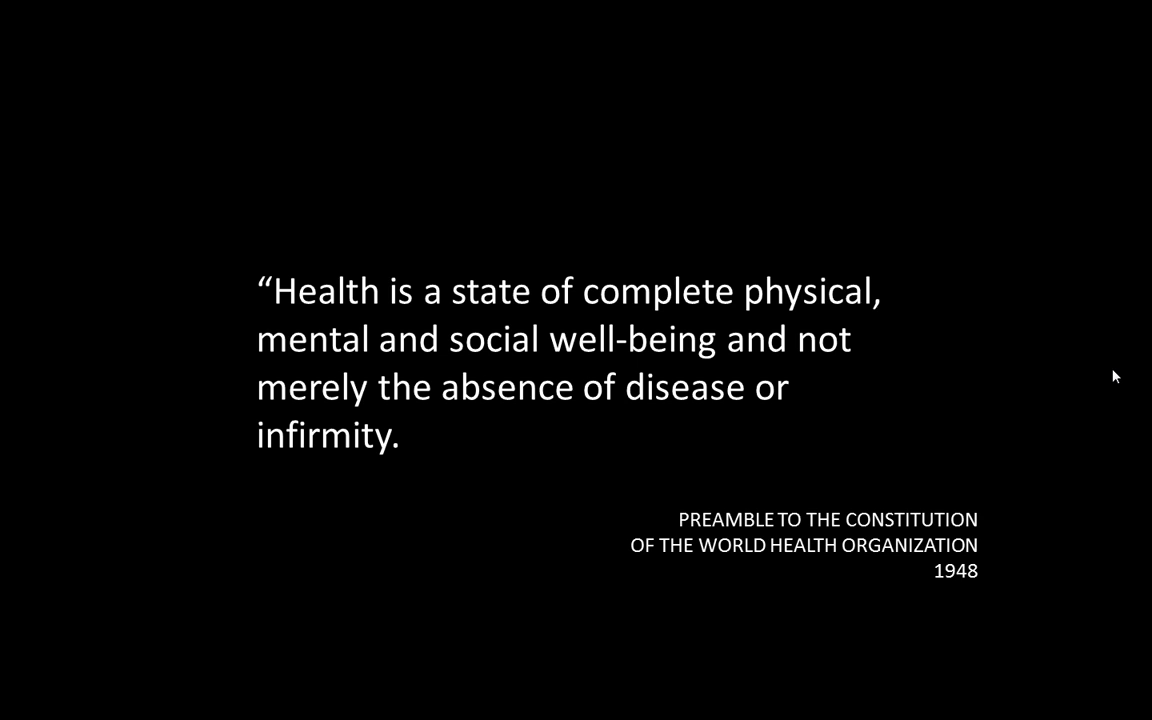 “Health is a state of complete physical,
mental and social well-being and not
merely the absence of disease or
infirmity.
PREAMBLE TO THE CONSTITUTION
OF THE WORLD HEALTH ORGANIZATION
1948